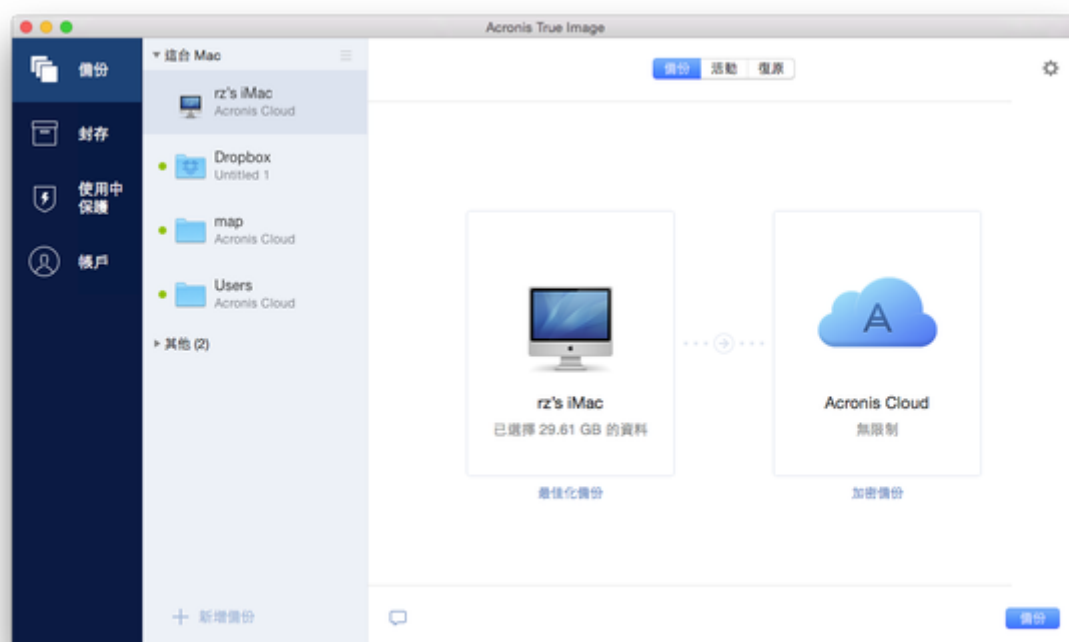 Acronis True Image
備份
封存
使用中
保護
帳戶
這台 Mac
rz's iMac
Acronis Cloud
Dropbox
Untitled 1
map
Acronis Cloud
Users
Acronis Cloud
其他 (2)
新增備份
備份 活動 復原
rz's iMac
已選擇 29.61 GB 的資料
最佳化備份
Acronis Cloud
無限制
加密備份
備份